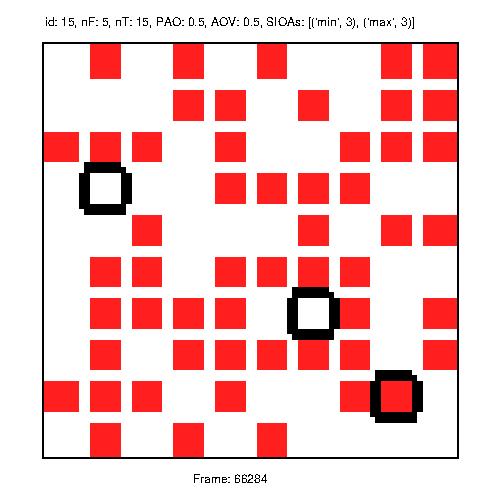 id: 15, nF: 5, nT: 15, PAO: 0.5, AOV: 0.5, SIOAs: [('min', 3), ('max', 3)]
Frame: 66284